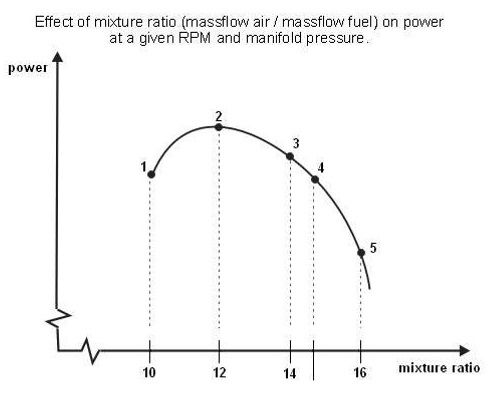 Effect of mixture ratio (massflow air / massflow fuel) on power
at a given RPM and manifold pressure.
power
1
2
3
4
5
10
12
14
16
mixture ratio